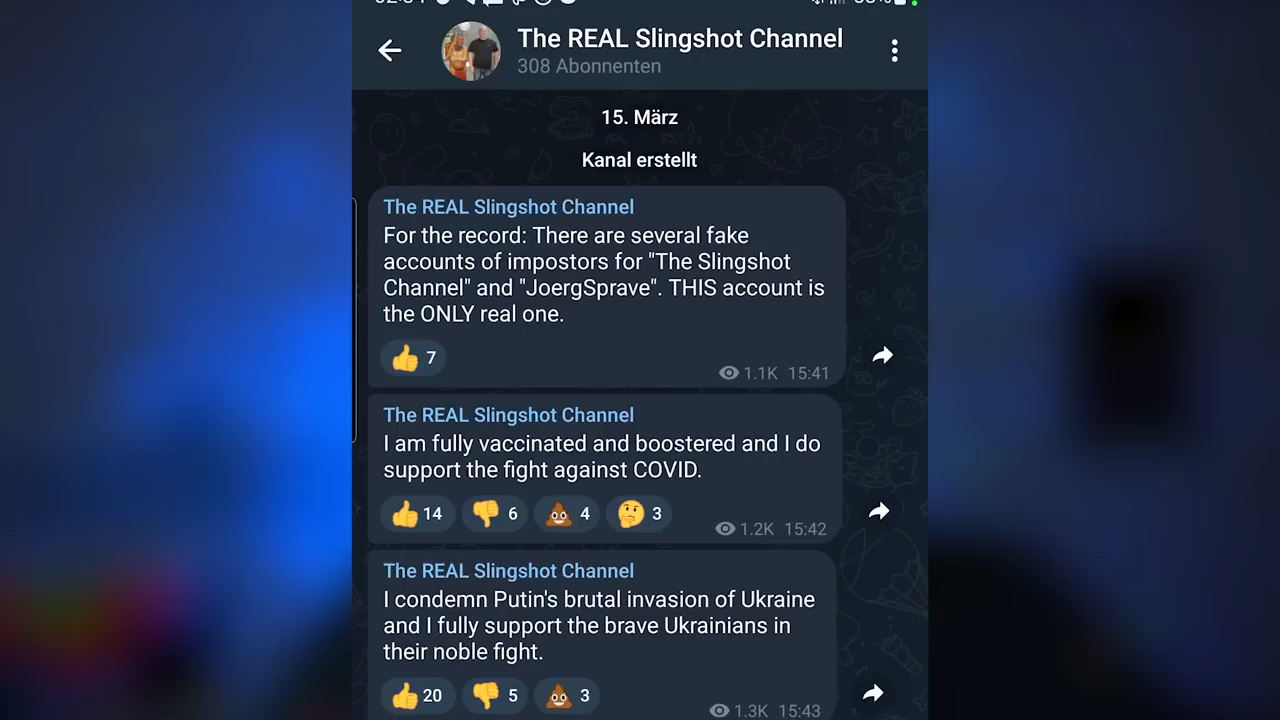 The REAL Slingshot Channel
308 Abonnenten
15. März
Kanal erstellt
The REAL Slingshot Channel
For the record: There are several fake
accounts of impostors for "The Slingshot
Channel" and "JoergSprave". THIS account is
the ONLY real one.
👍 7
1.1K 15:41
The REAL Slingshot Channel
I am fully vaccinated and boostered and I do
support the fight against COVID.
👍 14 👎 6 💩 4 🤔 3
1.2K 15:42
The REAL Slingshot Channel
I condemn Putin's brutal invasion of Ukraine
and I fully support the brave Ukrainians in
their noble fight.
👍 20 👎 5 💩 3
1.3K 15:43